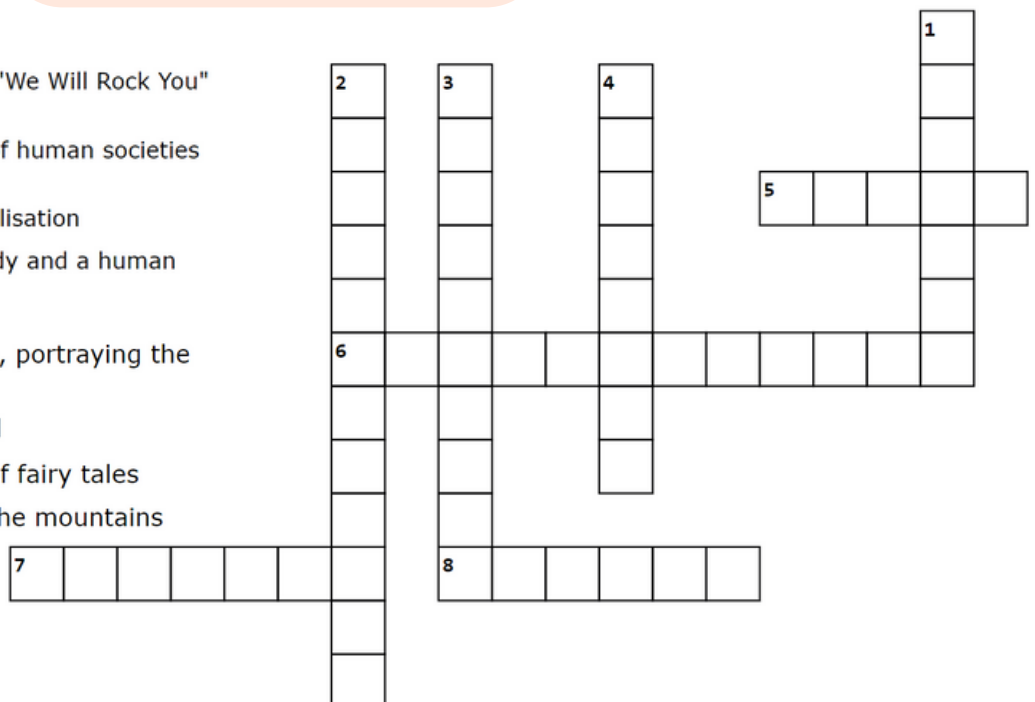 "We Will Rock You"
f human societies
lisation
dy and a human
, portraying the
f fairy tales
he mountains
1
2 3 4
5
6
7 8